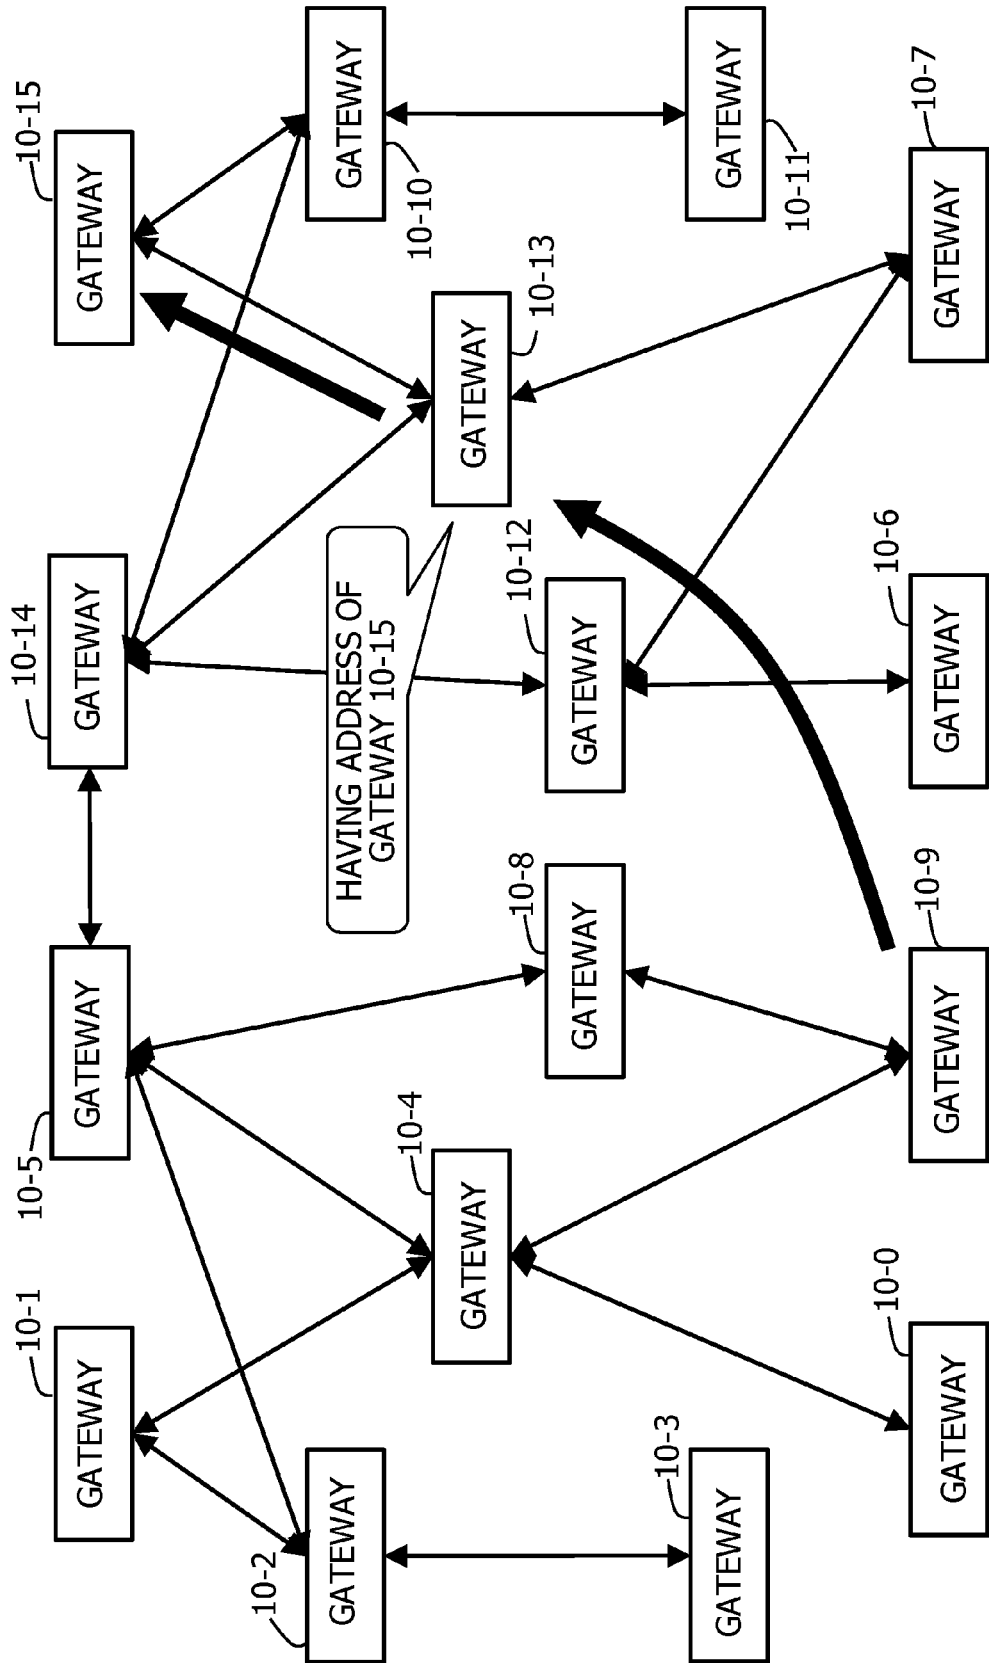 10-1
GATEWAY
10-5
GATEWAY
10-14
GATEWAY
10-15
GATEWAY
10-2
GATEWAY
HAVING ADDRESS OF
GATEWAY 10-15
GATEWAY
10-10
10-4
GATEWAY
GATEWAY
10-13
10-8
GATEWAY
10-12
GATEWAY
10-3
GATEWAY
GATEWAY
10-11
10-0
GATEWAY
10-9
GATEWAY
10-6
GATEWAY
10-7
GATEWAY